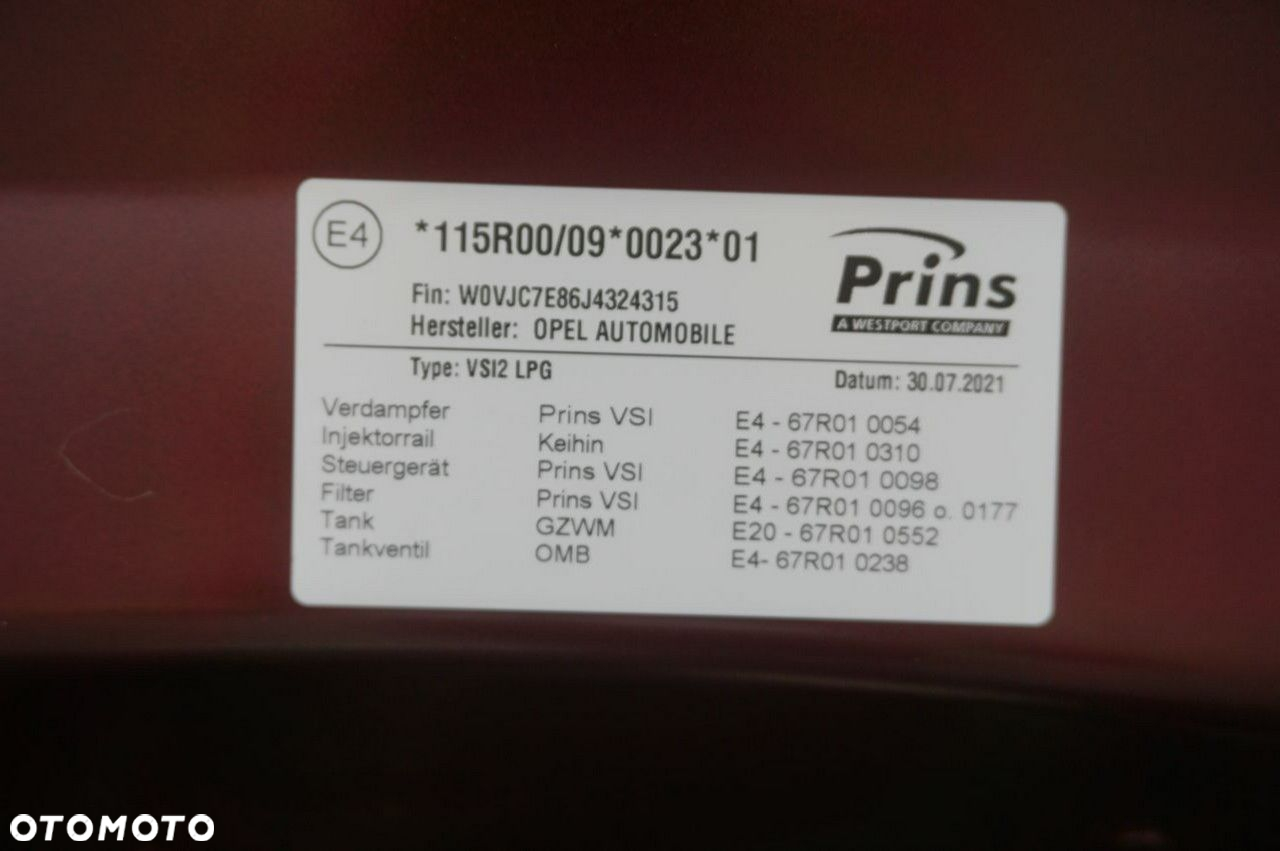 E4 *115R00/09*0023*01
Prins
A WESTPORT COMPANY
Fin: W0VJC7E86J4324315
Hersteller: OPEL AUTOMOBILE
Type: VSI2 LPG Datum: 30.07.2021
Verdampfer Prins VSI E4 - 67R01 0054
Injektorrail Keihin E4 - 67R01 0310
Steuergerät Prins VSI E4 - 67R01 0098
Filter Prins VSI E4 - 67R01 0096 o. 0177
Tank GZWM E20 - 67R01 0552
Tankventil OMB E4- 67R01 0238
OTOMOTO